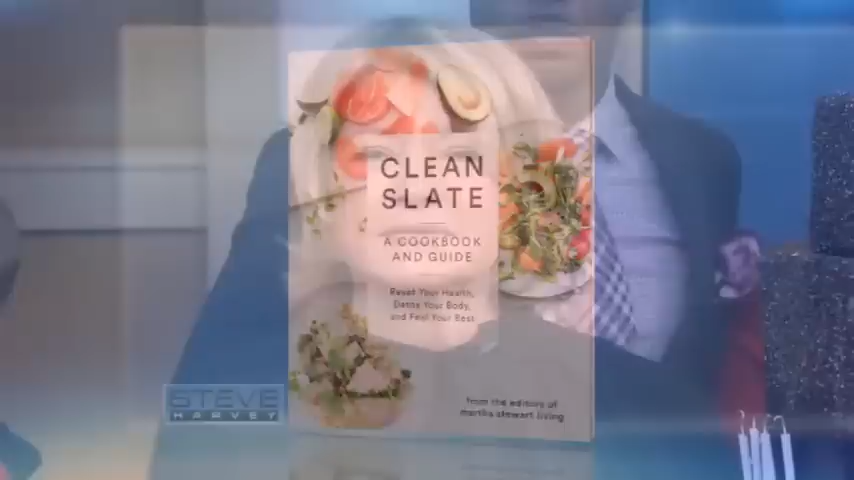 CLEAN
SLATE
A COOKBOOK
AND GUIDE
Reset Your Health,
Detox Your Body,
and Feel Your Best
from the editors of
martha stewart living
STEVE
HARVEY